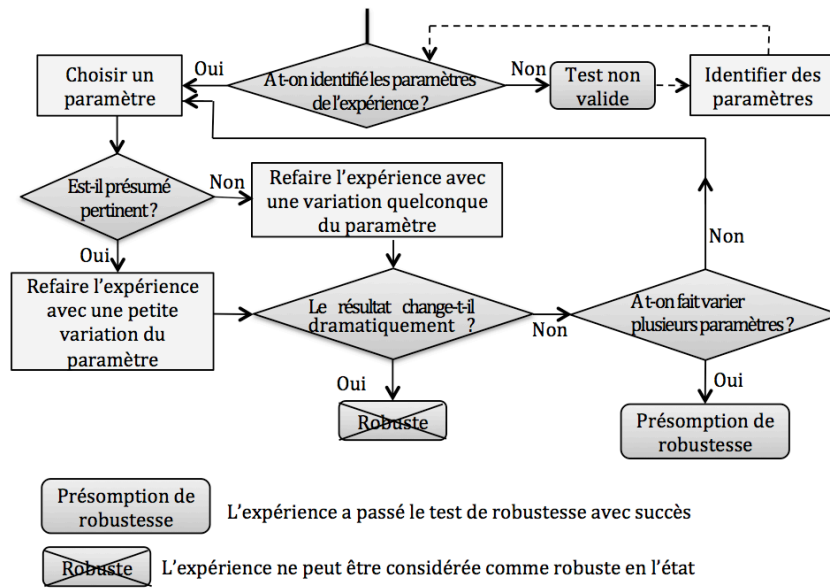 A t-on identifié les paramètres
de l'expérience ?
Oui
Non
Choisir un
paramètre
Test non
valide
Identifier des
paramètres
Est-il présumé
pertinent ?
Non
Oui
Refaire l'expérience avec
une variation quelconque
du paramètre
Refaire l'expérience
avec une petite
variation du
paramètre
Le résultat change-t-il
dramatiquement ?
Non
Oui
Robuste
A t-on fait varier
plusieurs paramètres ?
Non
Oui
Présomption de
robustesse
Présomption de
robustesse
L'expérience a passé le test de robustesse avec succès
Robuste
L'expérience ne peut être considérée comme robuste en l'état